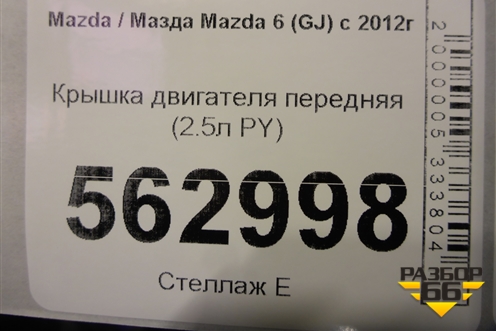 Mazda / Мазда Mazda 6 (GJ) с 2012г
Крышка двигателя передняя
(2.5л PY)
562998
Стеллаж Е
2000005333804
РАЗБОР
66